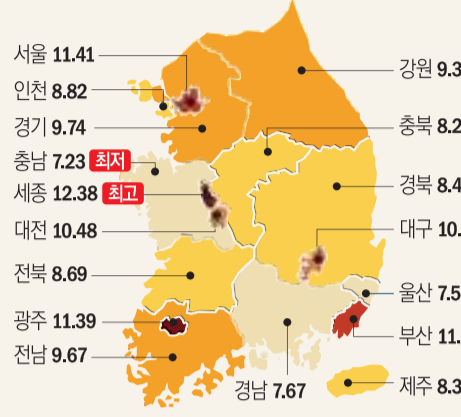 서울 11.41
인천 8.82
경기 9.74
충남 7.23 최저
세종 12.38 최고
대전 10.48
전북 8.69
광주 11.39
전남 9.67
경남 7.67
강원 9.3
충북 8.2
경북 8.4
대구 10.
울산 7.5
부산 11.
제주 8.3